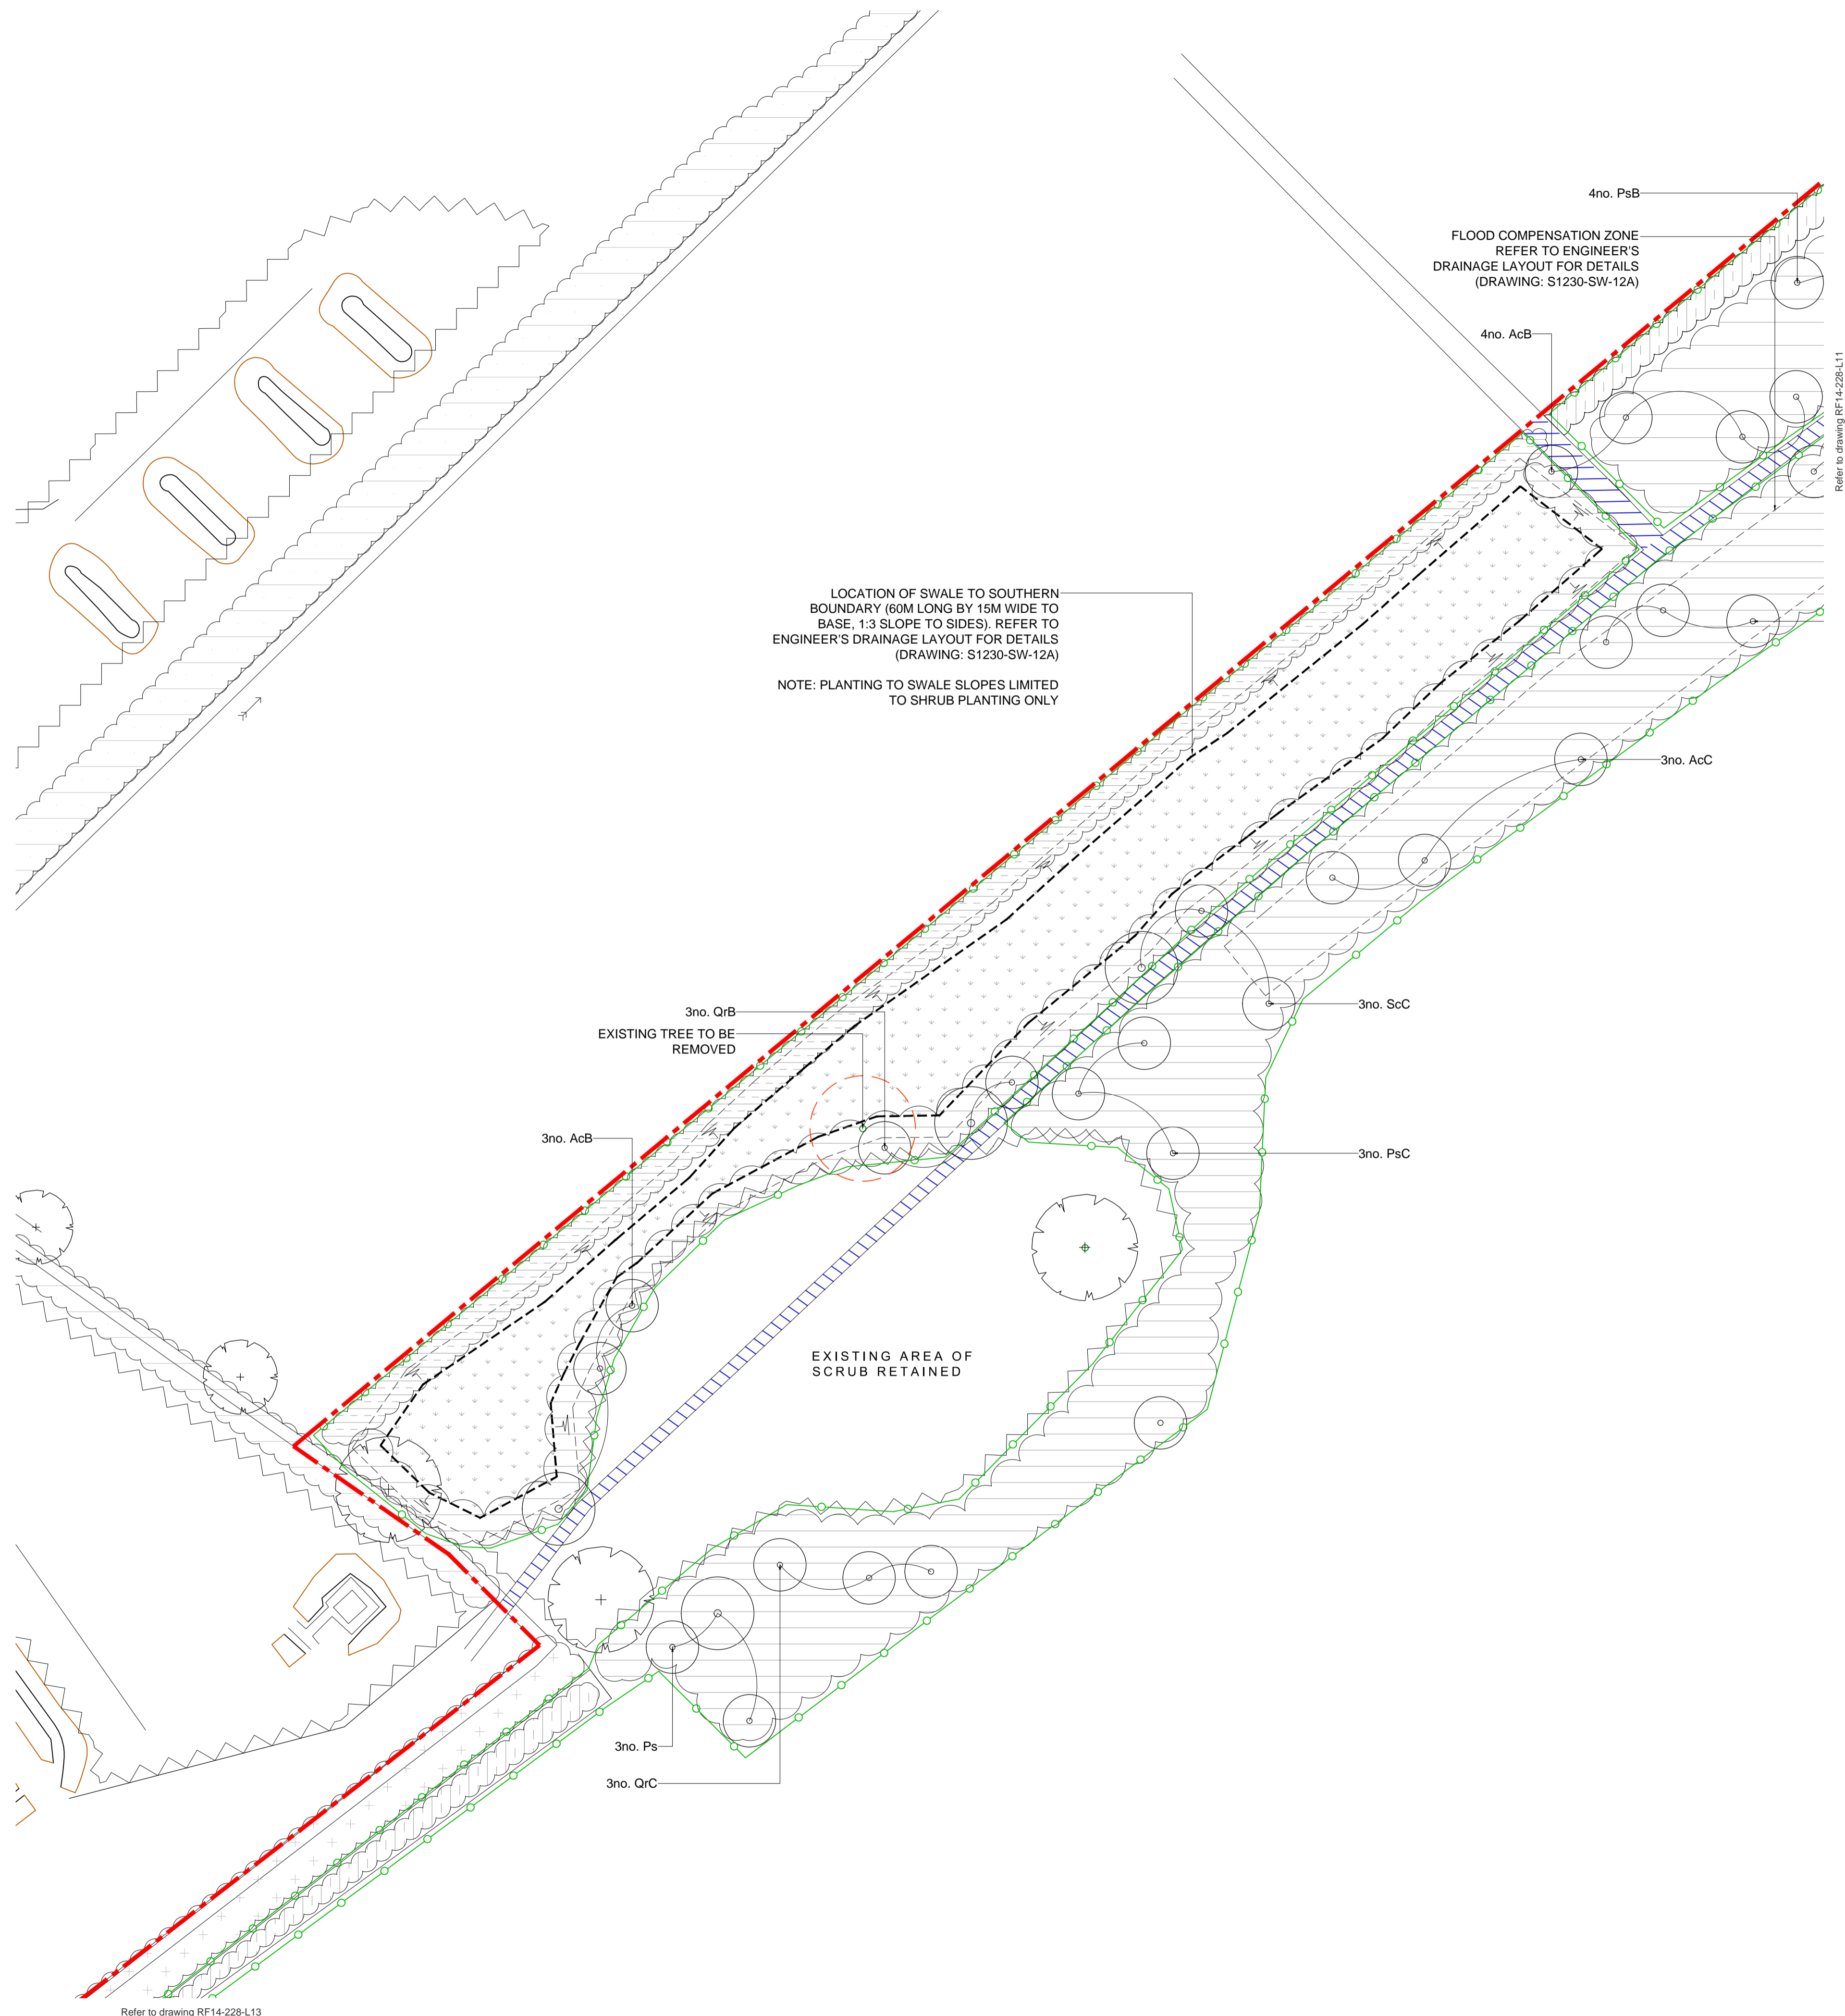 4no. PsB
FLOOD COMPENSATION ZONE
REFER TO ENGINEER'S
DRAINAGE LAYOUT FOR DETAILS
(DRAWING: S1230-SW-12A)
4no. AcB
Refer to drawing RF14-228-L11
LOCATION OF SWALE TO SOUTHERN
BOUNDARY (60M LONG BY 15M WIDE TO
BASE, 1:3 SLOPE TO SIDES). REFER TO
ENGINEER'S DRAINAGE LAYOUT FOR DETAILS
(DRAWING: S1230-SW-12A)
NOTE: PLANTING TO SWALE SLOPES LIMITED
TO SHRUB PLANTING ONLY
3no. AcC
3no. ScC
3no. QrB
EXISTING TREE TO BE
REMOVED
3no. AcB
3no. PsC
EXISTING AREA OF
SCRUB RETAINED
3no. Ps
3no. QrC
Refer to drawing RF14-228-L13